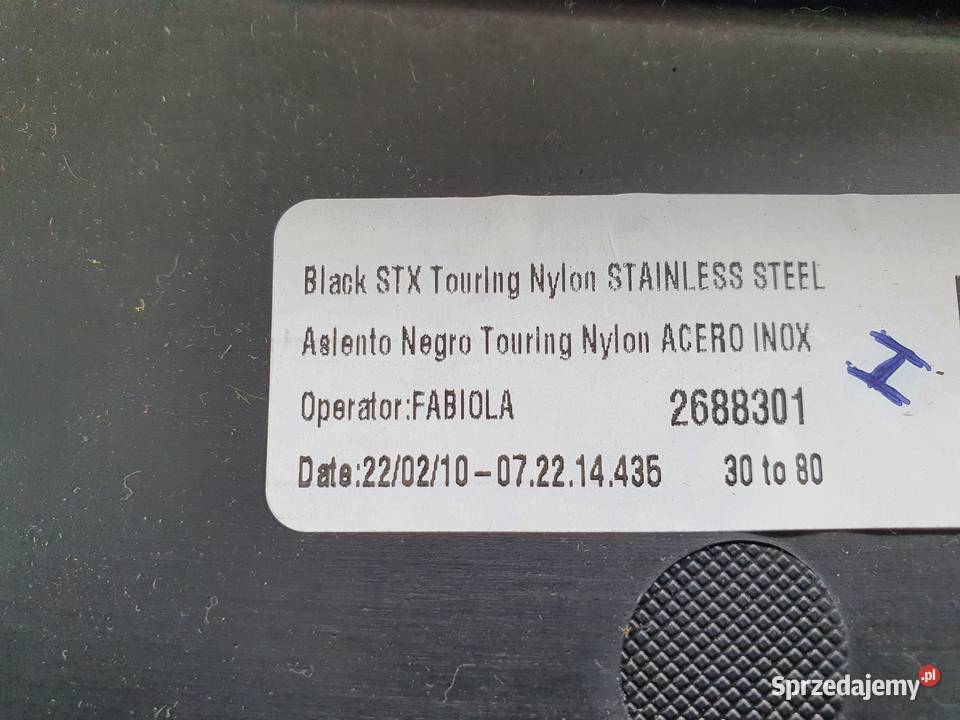 Black STX Touring Nylon STAINLESS STEEL
Asiento Negro Touring Nylon ACERO INOX
H
Operator:FABIOLA 2688301
Date:22/02/10-07.22.14.435 30 to 80
Sprzedajemy.pl